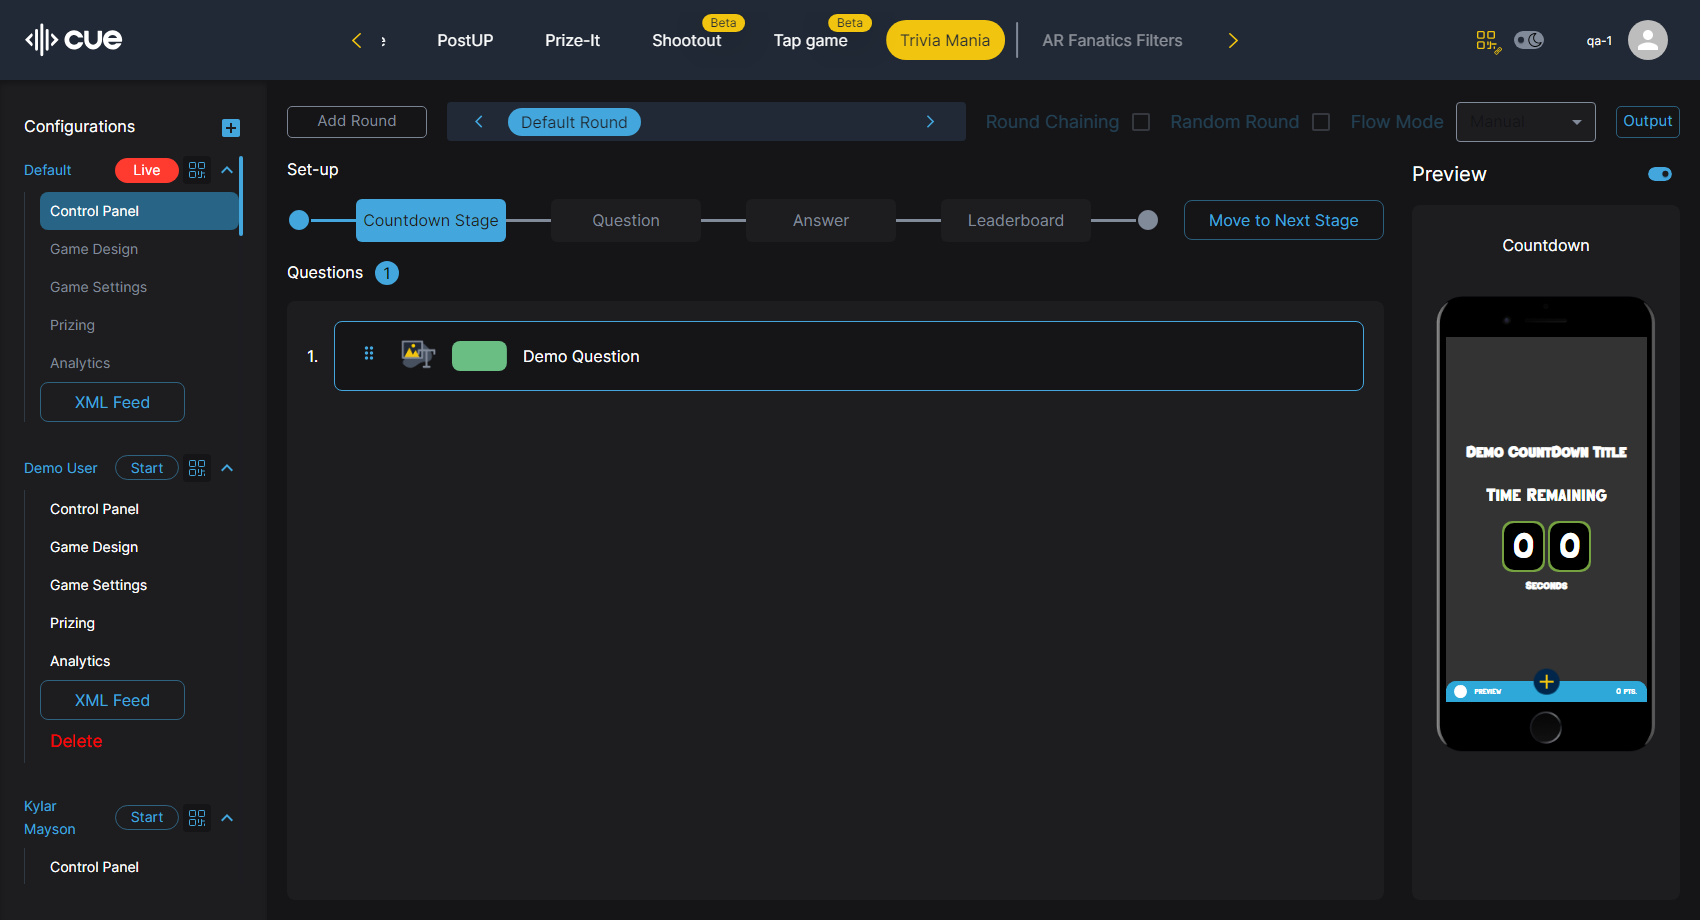 cue
e
PostUP
Prize-It
Shootout
Beta
Tap game
Beta
Trivia Mania
AR Fanatics Filters
qa-1
Configurations
Default
Live
Control Panel
Game Design
Game Settings
Prizing
Analytics
XML Feed
Demo User
Start
Control Panel
Game Design
Game Settings
Prizing
Analytics
XML Feed
Delete
Kylar
Mayson
Start
Control Panel
Add Round
Default Round
Round Chaining
Random Round
Flow Mode
Manual
Output
Set-up
Countdown Stage
Question
Answer
Leaderboard
Move to Next Stage
Questions 1
1.
Demo Question
Preview
Countdown
Demo CountDown Title
Time Remaining
0 0
Seconds
PREVIEW
0 PTS.